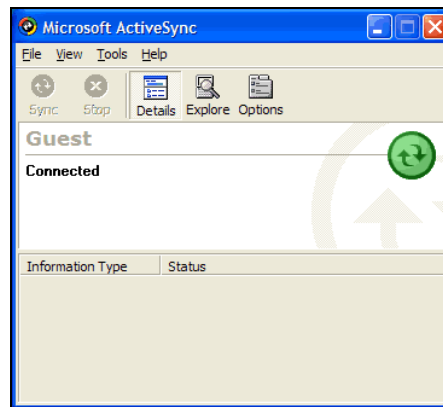 Microsoft ActiveSync
File View Tools Help
Sync Stop Details Explore Options
Guest
Connected
Information Type Status